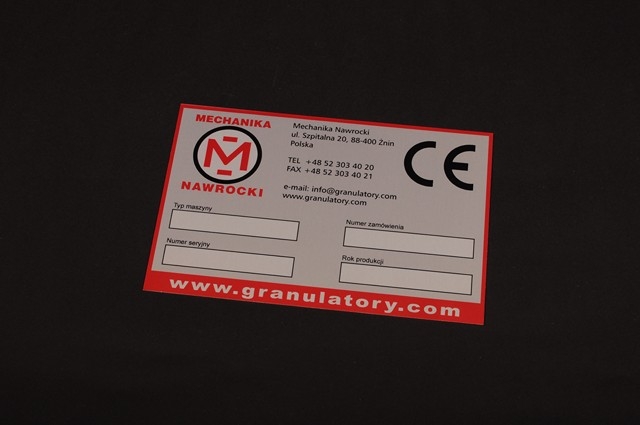 MECHANIKA
M
NAWROCKI
Mechanika Nawrocki
ul. Szpitalna 20, 88-400 Żnin
Polska
TEL +48 52 303 40 20
FAX +48 52 303 40 21
e-mail: info@granulatory.com
www.granulatory.com
CE
Typ maszyny
Numer zamówienia
Numer seryjny
Rok produkcji
www.granulatory.com